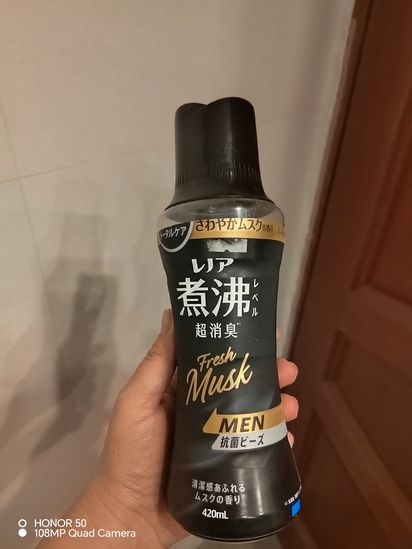 さわやかムスクの香り
トータルケア
レノア
煮沸
レベル
超消臭
Fresh
Musk
MEN
抗菌ビーズ
清潔感あふれる
ムスクの香り
420mL
HONOR 50
108MP Quad Camera